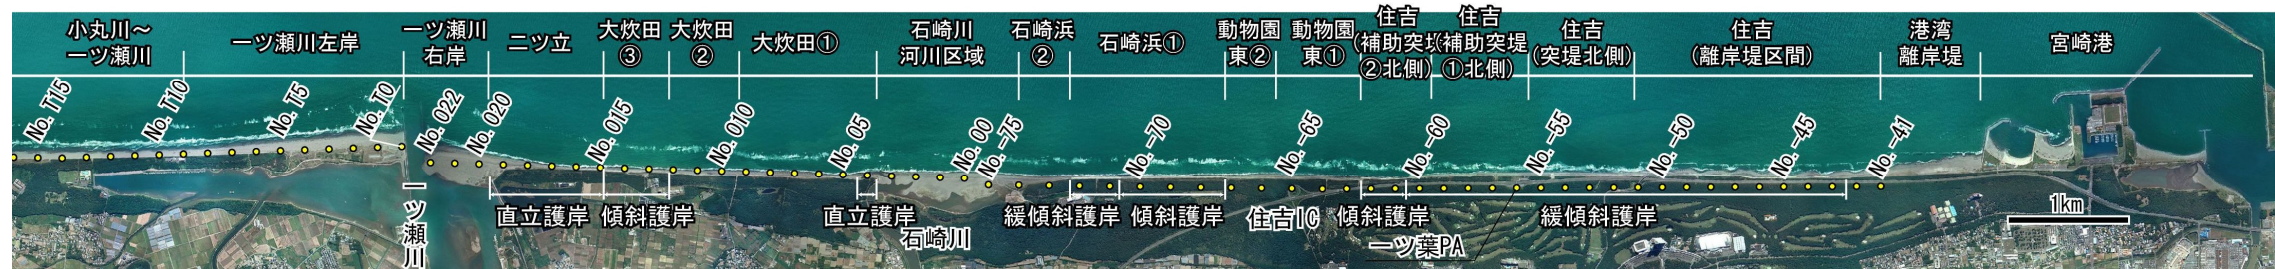 小丸川～
一ツ瀬川
一ツ瀬川左岸
一ツ瀬川
右岸
二ツ立
大炊田
③
大炊田
②
大炊田①
石崎川
河川区域
石崎浜
②
石崎浜①
動物園
東②
動物園
東①
住吉
(補助突堤
②北側)
住吉
(補助突堤
①北側)
住吉
(突堤北側)
住吉
(離岸堤区間)
港湾
離岸堤
宮崎港
No. T15
No. T10
No. T5
No. T0
No. 022
No. 020
No. 015
No. 010
No. 05
No. 00
No. -75
No. -70
No. -65
No. -60
No. -55
No. -50
No. -45
No. -41
一ツ瀬川
直立護岸
傾斜護岸
直立護岸
石崎川
緩傾斜護岸
傾斜護岸
住吉IC
傾斜護岸
一ツ葉PA
緩傾斜護岸
1km